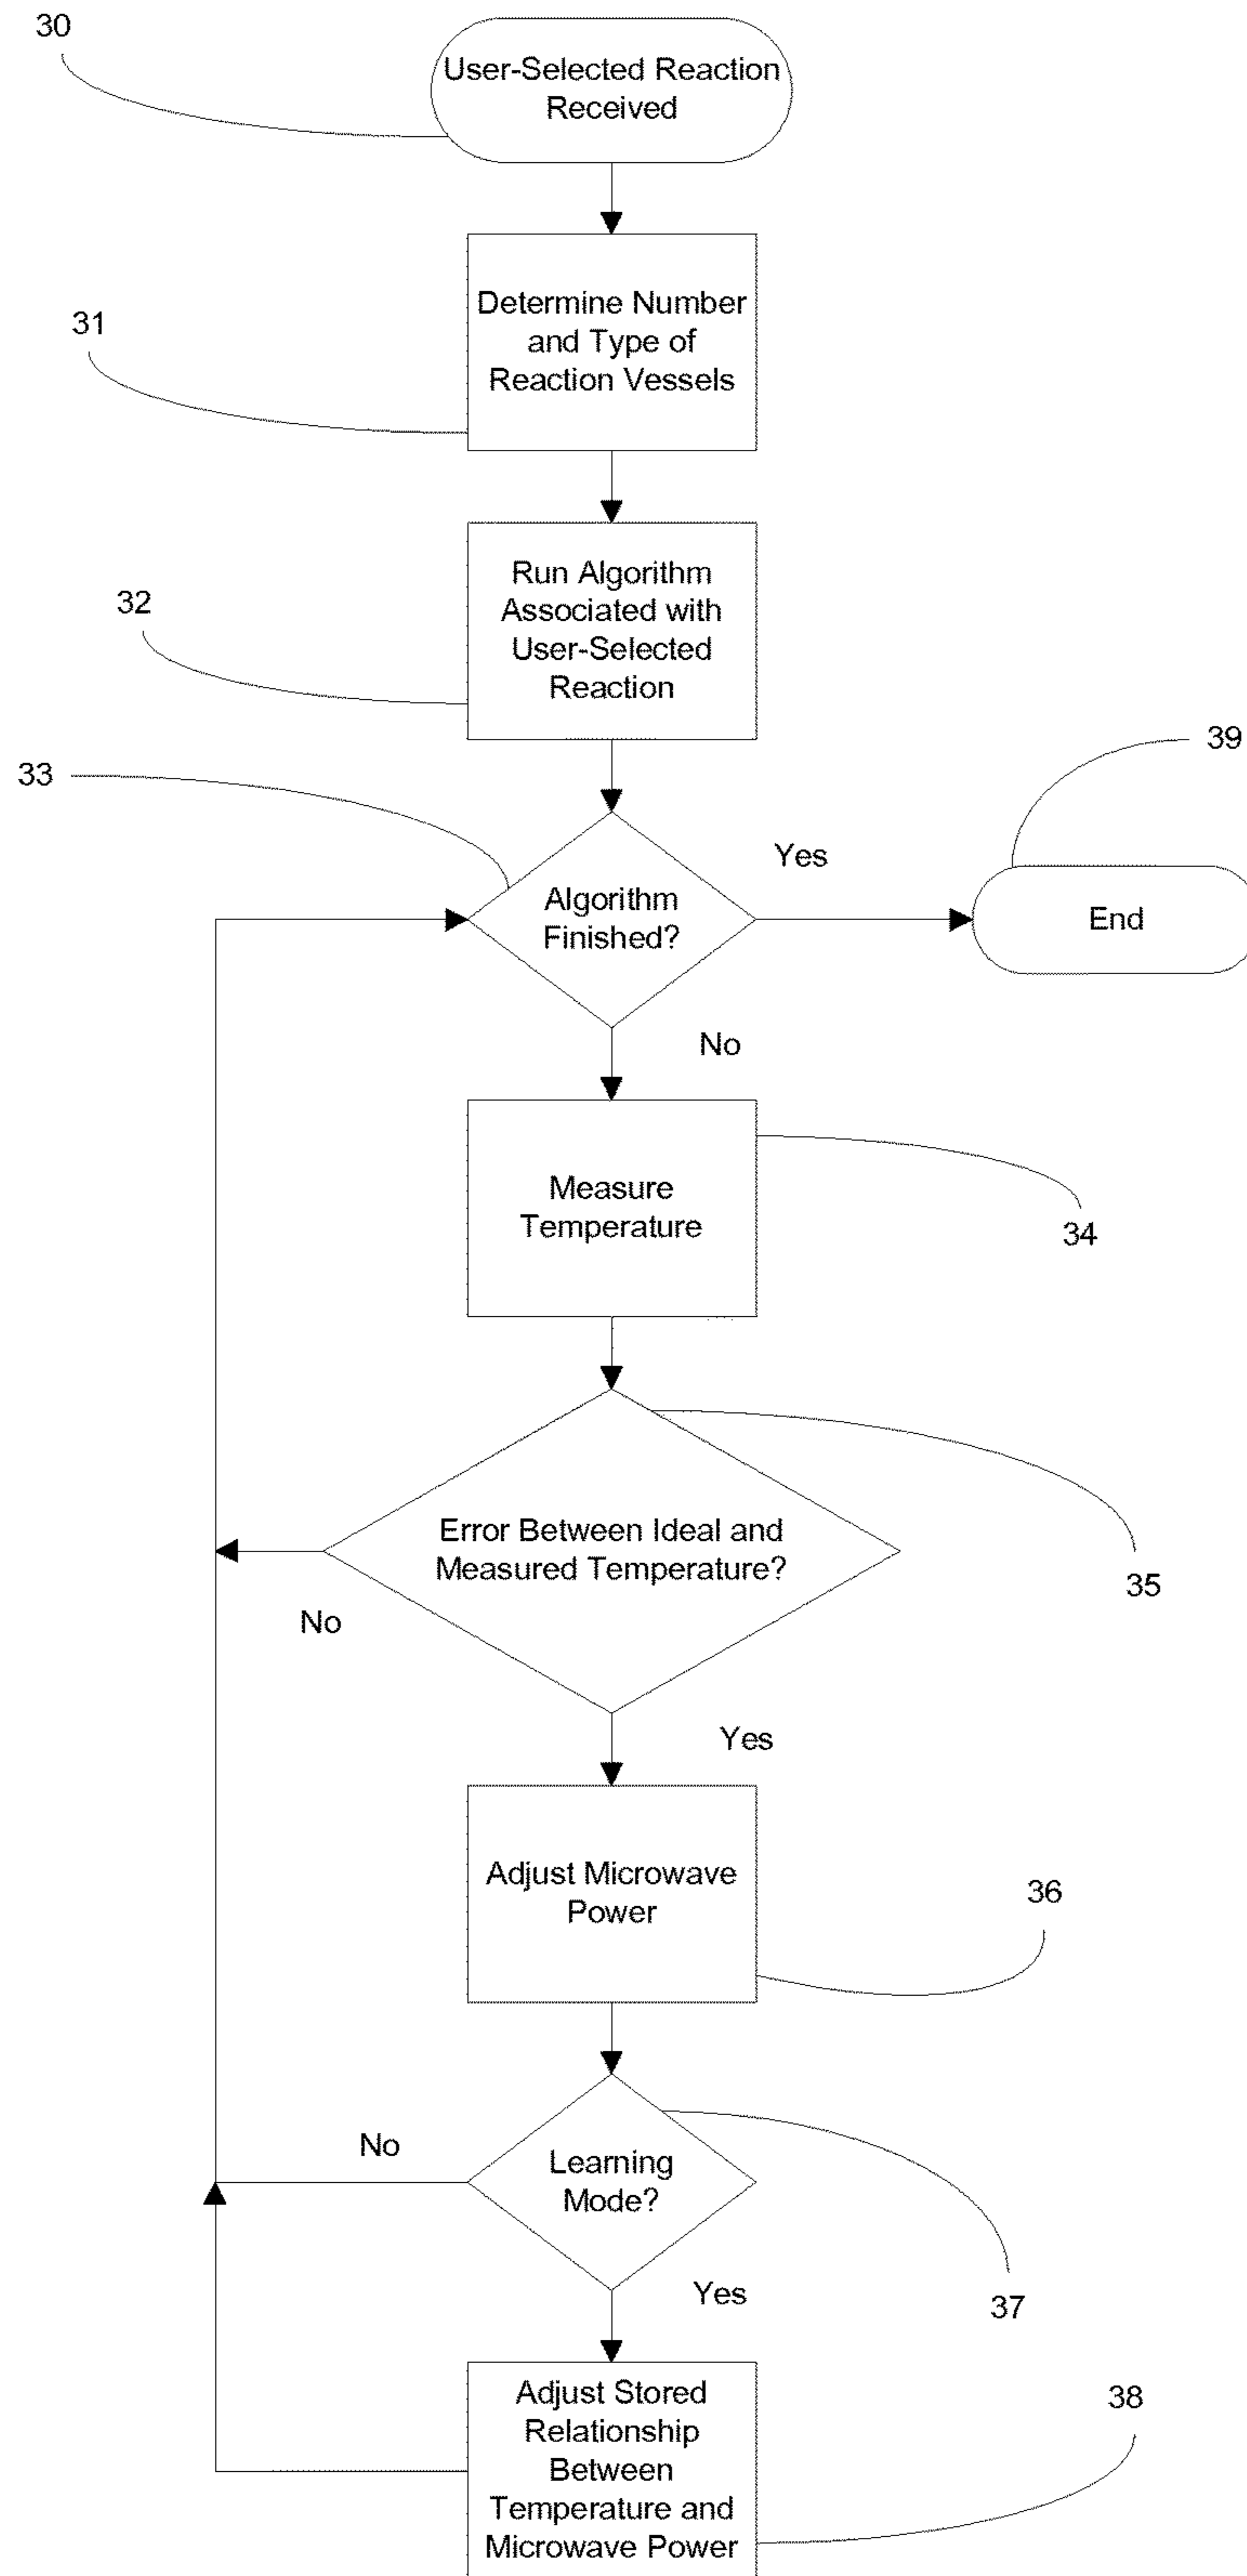 30
User-Selected Reaction
Received
31
Determine Number
and Type of
Reaction Vessels
32
Run Algorithm
Associated with
User-Selected
Reaction
33
Algorithm
Finished?
Yes
39
End
No
Measure
Temperature
34
Error Between Ideal and
Measured Temperature?
35
No
Yes
Adjust Microwave
Power
36
Learning
Mode?
No
37
Yes
Adjust Stored
Relationship
Between
Temperature and
Microwave Power
38